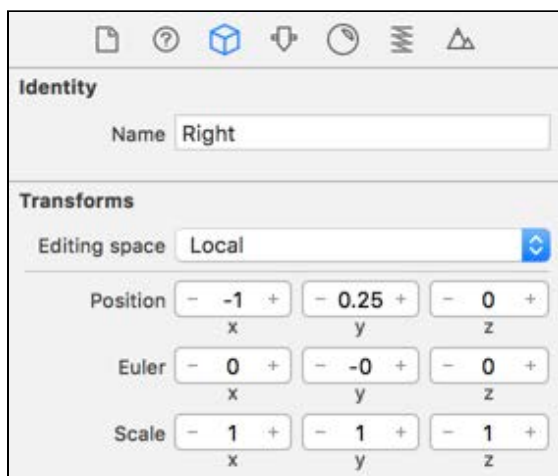 Identity
Name Right
Transforms
Editing space Local
Position - -1 + - 0.25 + - 0 +
x y z
Euler - 0 + - -0 + - 0 +
x y z
Scale - 1 + - 1 + - 1 +
x y z